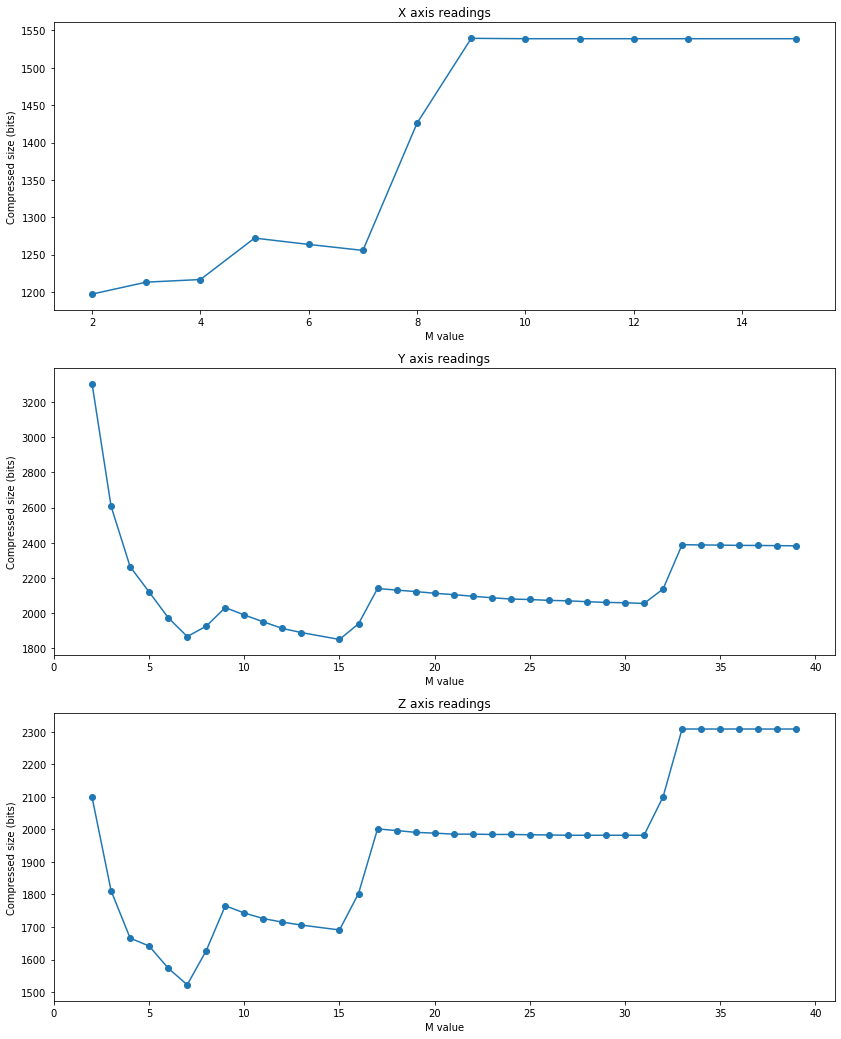 X axis readings
Compressed size (bits)
1550
1500
1450
1400
1350
1300
1250
1200
2 4 6 8 10 12 14
M value
Y axis readings
Compressed size (bits)
3200
3000
2800
2600
2400
2200
2000
1800
0 5 10 15 20 25 30 35 40
M value
Z axis readings
Compressed size (bits)
2300
2200
2100
2000
1900
1800
1700
1600
1500
0 5 10 15 20 25 30 35 40
M value